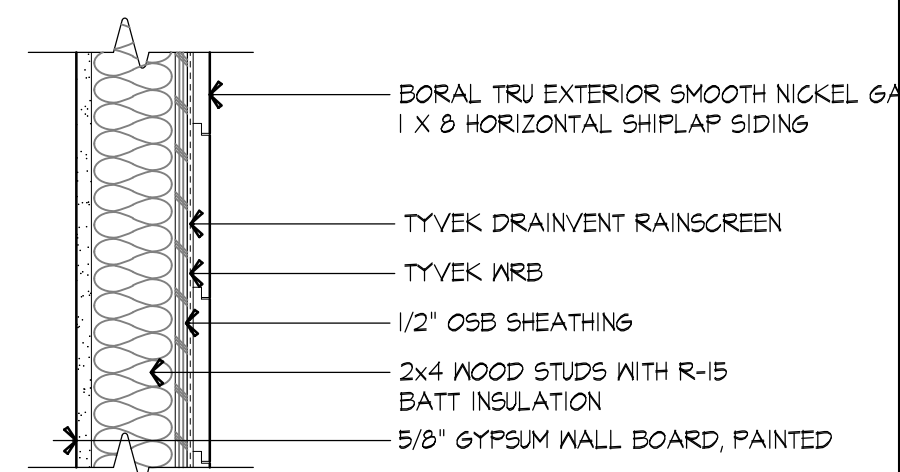 BORAL TRU EXTERIOR SMOOTH NICKEL GA
1 X 8 HORIZONTAL SHIPLAP SIDING
TYVEK DRAINVENT RAINSCREEN
TYVEK WRB
1/2" OSB SHEATHING
2x4 WOOD STUDS WITH R-15
BATT INSULATION
5/8" GYPSUM WALL BOARD, PAINTED